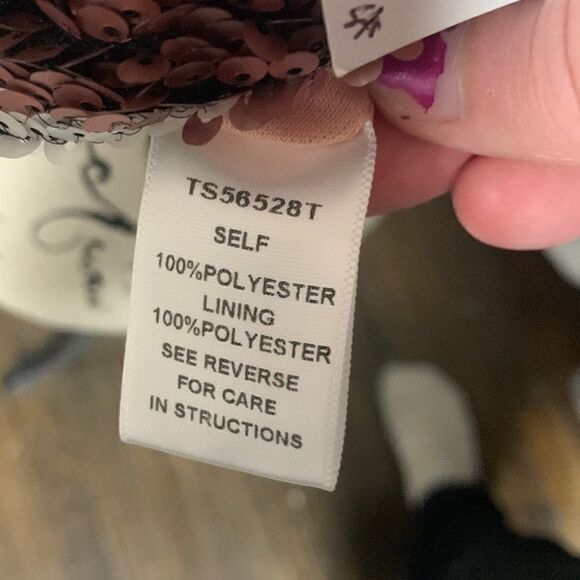 TS56528T
SELF
100%POLYESTER
LINING
100%POLYESTER
SEE REVERSE
FOR CARE
IN STRUCTIONS